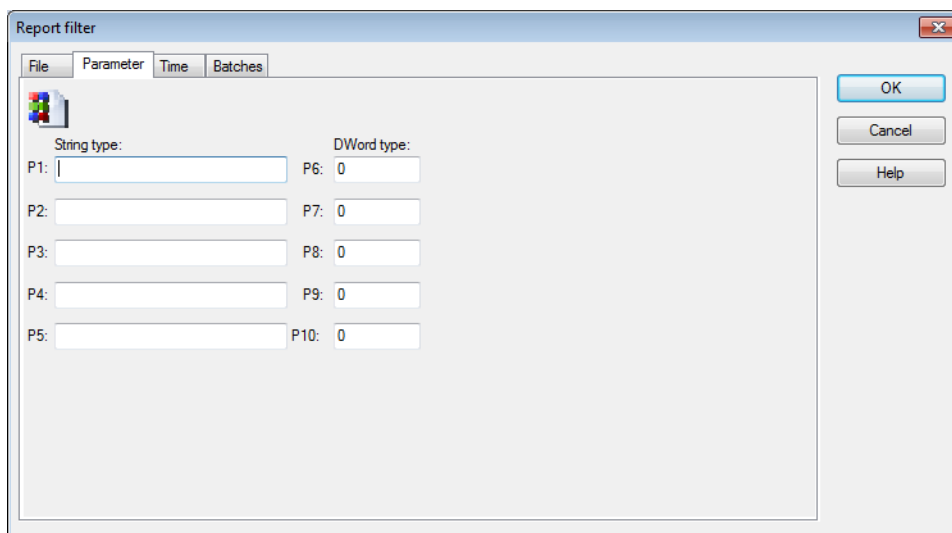 Report filter
File Parameter Time Batches
OK
Cancel
Help
String type: DWord type:
P1: P6: 0
P2: P7: 0
P3: P8: 0
P4: P9: 0
P5: P10: 0